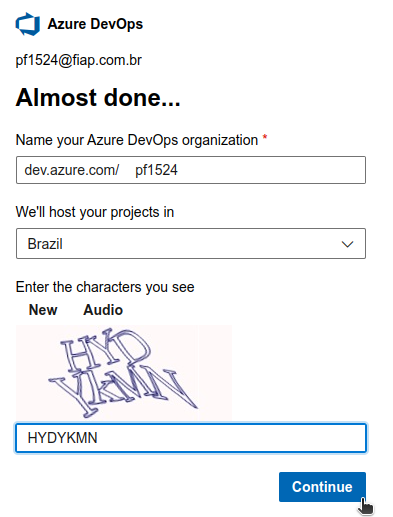 Azure DevOps
pf1524@fiap.com.br
Almost done...
Name your Azure DevOps organization *
dev.azure.com/ pf1524
We'll host your projects in
Brazil
Enter the characters you see
New Audio
HYD
YKMN
HYDYKMN
Continue